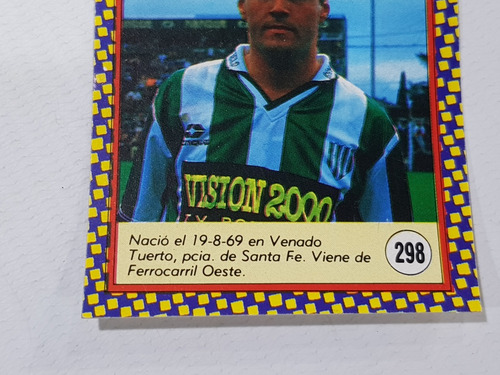 VISION 2000
Nació el 19-8-69 en Venado
Tuerto, pcia. de Santa Fe. Viene de
Ferrocarril Oeste.
298